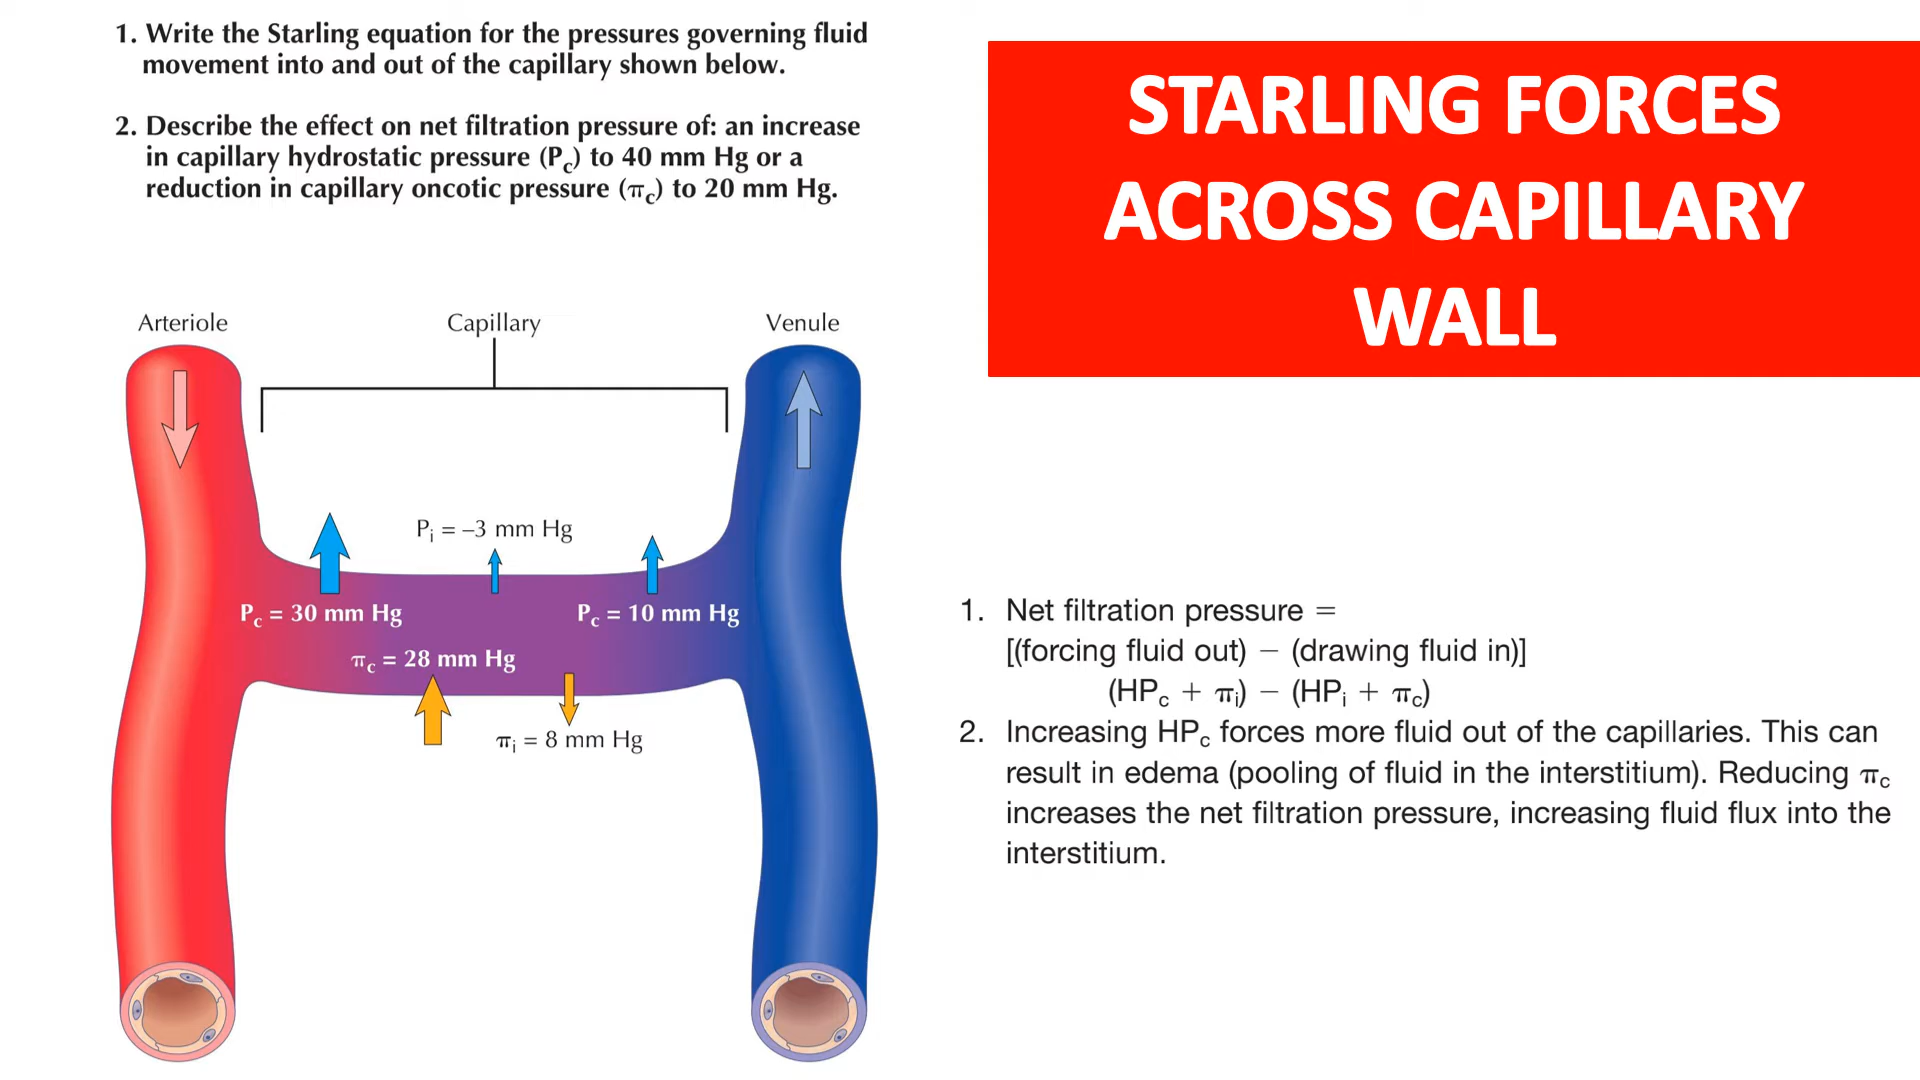 1. Write the Starling equation for the pressures governing fluid
movement into and out of the capillary shown below.
2. Describe the effect on net filtration pressure of: an increase
in capillary hydrostatic pressure (Pc) to 40 mm Hg or a
reduction in capillary oncotic pressure (πc) to 20 mm Hg.
STARLING FORCES
ACROSS CAPILLARY
WALL
Arteriole
Capillary
Venule
Pi = –3 mm Hg
Pc = 30 mm Hg
Pc = 10 mm Hg
πc = 28 mm Hg
πi = 8 mm Hg
1. Net filtration pressure =
[(forcing fluid out) − (drawing fluid in)]
(HPc + πi) − (HPi + πc)
2. Increasing HPc forces more fluid out of the capillaries. This can
result in edema (pooling of fluid in the interstitium). Reducing πc
increases the net filtration pressure, increasing fluid flux into the
interstitium.